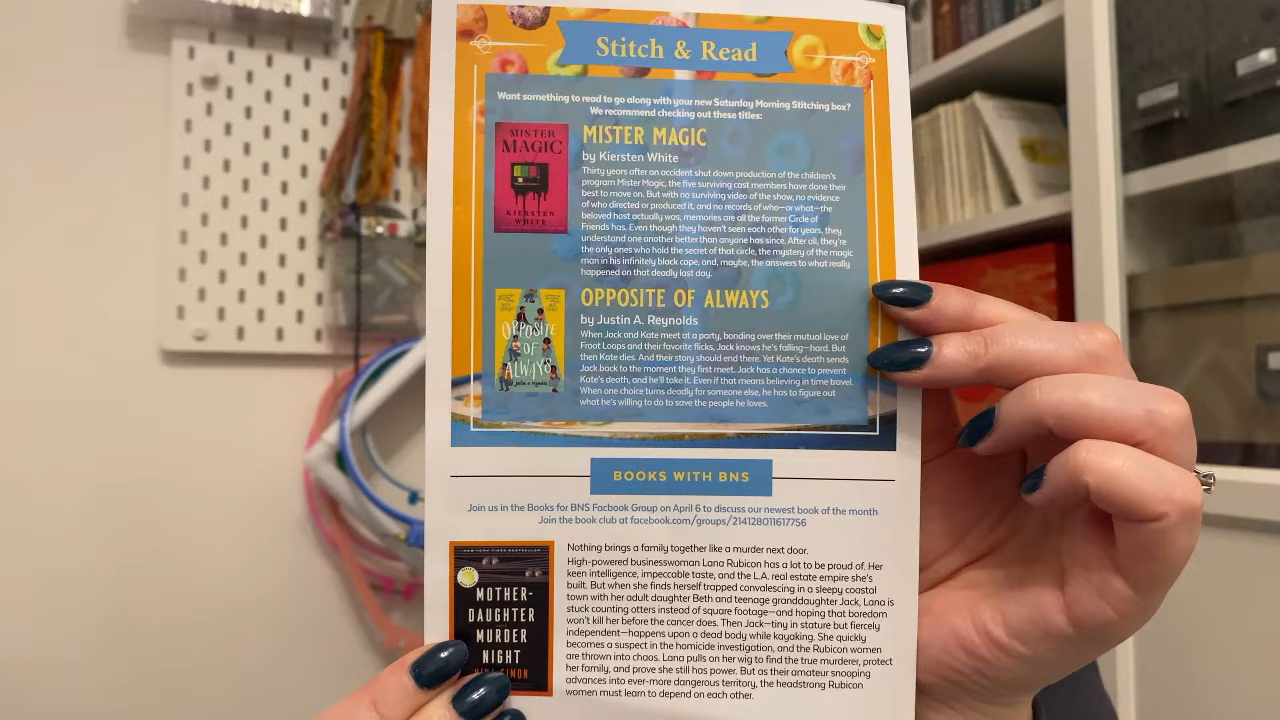 Stitch & Read
Want something to read to go along with your new Saturday Morning Stitching box?
We recommend checking out these titles:
MISTER
MAGIC
KIERSTEN
WHITE
MISTER MAGIC
by Kiersten White
Thirty years after an accident shut down production of the children's
program Mister Magic, the five surviving cast members have done their
best to move on. But with no surviving video of the show, no evidence
of who directed or produced it, and no records of who—or what—the
beloved host actually was, memories are all the former Circle of
Friends has. Even though they haven't seen each other for years, they
understand one another better than anyone has since. After all, they're
the only ones who hold the secret of that circle, the mystery of the magic
man in his infinitely black cape, and, maybe, the answers to what really
happened on that deadly last day.
OPPOSITE
OF
ALWAYS
justin a. reynolds
OPPOSITE OF ALWAYS
by Justin A. Reynolds
When Jack and Kate meet at a party, bonding over their mutual love of
Froot Loops and their favorite flicks, Jack knows he's falling—hard. But
then Kate dies. And their story should end there. Yet Kate's death sends
Jack back to the moment they first meet. Jack has a chance to prevent
Kate's death, and he'll take it. Even if that means believing in time travel.
When one choice turns deadly for someone else, he has to figure out
what he's willing to do to save the people he loves.
BOOKS WITH BNS
Join us in the Books for BNS Facbook Group on April 6 to discuss our newest book of the month
Join the book club at facebook.com/groups/214128011617756
NEW YORK TIMES BESTSELLER
MOTHER-
DAUGHTER
MURDER
NIGHT
SIMON
Nothing brings a family together like a murder next door.
High-powered businesswoman Lana Rubicon has a lot to be proud of. Her
keen intelligence, impeccable taste, and the L.A. real estate empire she's
built. But when she finds herself trapped convalescing in a sleepy coastal
town with her adult daughter Beth and teenage granddaughter Jack, Lana is
stuck counting otters instead of square footage—and hoping that boredom
won't kill her before the cancer does. Then Jack—tiny in stature but fiercely
independent—happens upon a dead body while kayaking. She quickly
becomes a suspect in the homicide investigation, and the Rubicon women
are thrown into chaos. Lana pulls on her wig to find the true murderer, protect
her family, and prove she still has power. But as their amateur snooping
advances into ever-more dangerous territory, the headstrong Rubicon
women must learn to depend on each other.